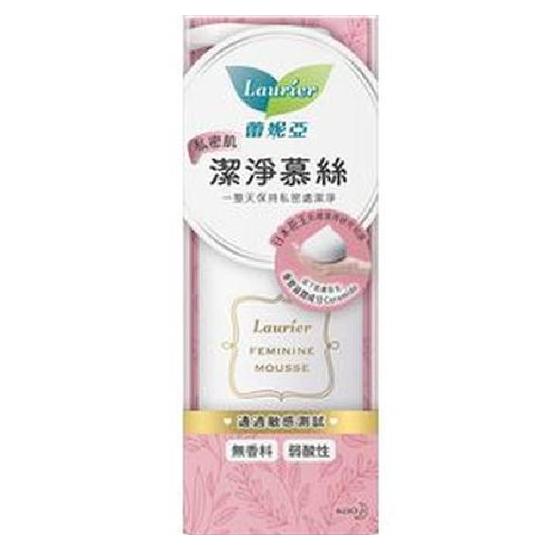 Laurier
蕾妮亞
私密肌
潔淨慕絲
一整天保持私密處潔淨
Laurier
FEMININE
MOUSSE
通過敏感測試
無香料
弱酸性
Kao